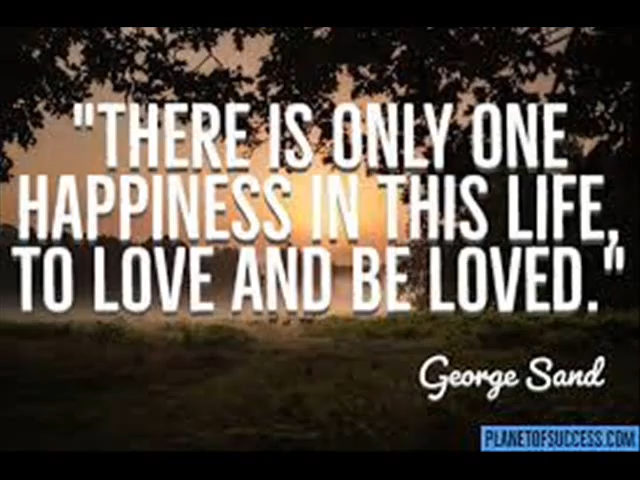 "THERE IS ONLY ONE
HAPPINESS IN THIS LIFE,
TO LOVE AND BE LOVED."
George Sand
PLANETOFSUCCESS.COM